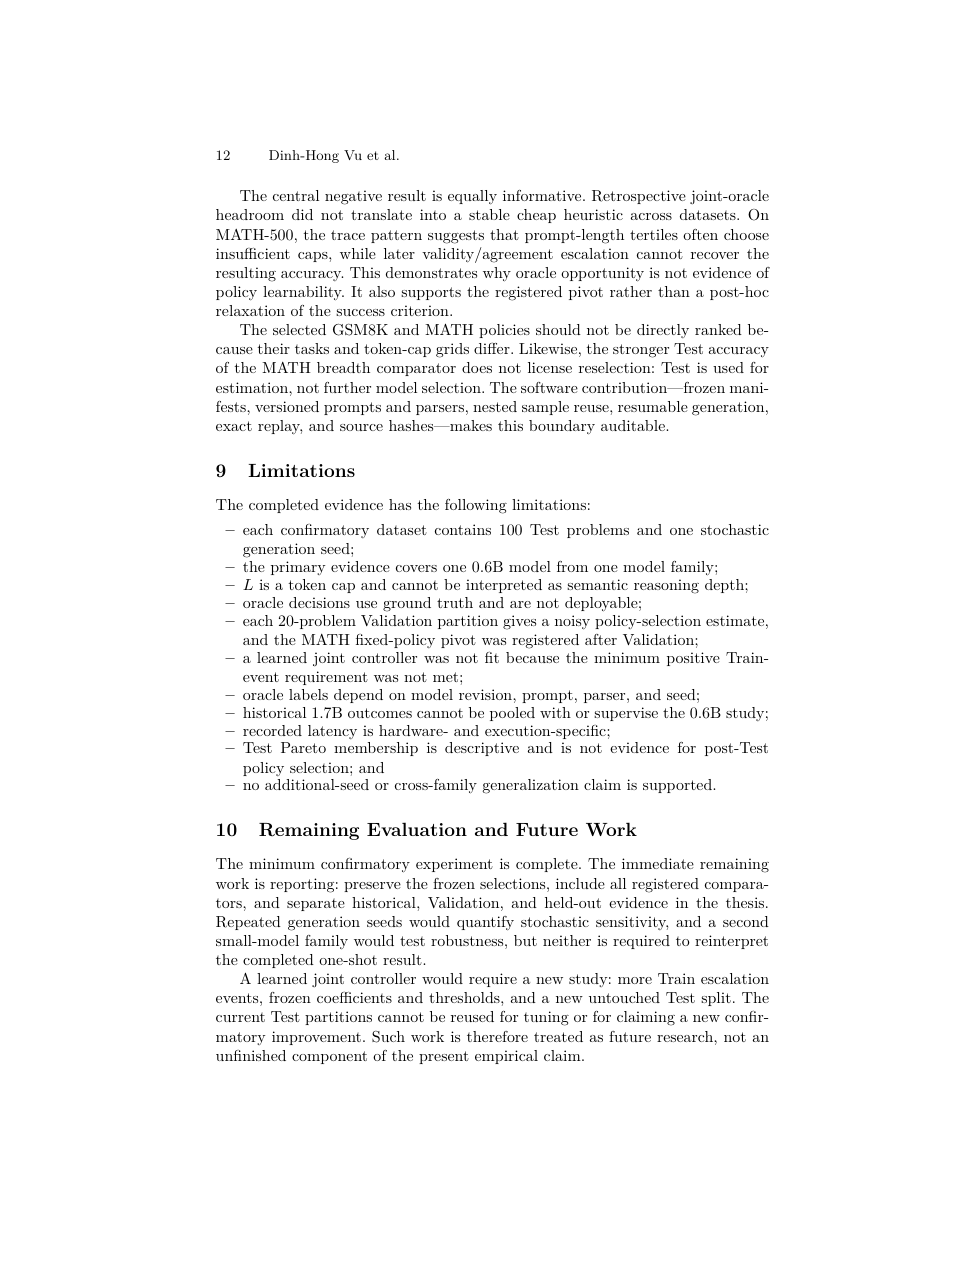 12 Dinh-Hong Vu et al.
The central negative result is equally informative. Retrospective joint-oracle
headroom did not translate into a stable cheap heuristic across datasets. On
MATH-500, the trace pattern suggests that prompt-length tertiles often choose
insufficient caps, while later validity/agreement escalation cannot recover the
resulting accuracy. This demonstrates why oracle opportunity is not evidence of
policy learnability. It also supports the registered pivot rather than a post-hoc
relaxation of the success criterion.
The selected GSM8K and MATH policies should not be directly ranked be-
cause their tasks and token-cap grids differ. Likewise, the stronger Test accuracy
of the MATH breadth comparator does not license reselection: Test is used for
estimation, not further model selection. The software contribution—frozen mani-
fests, versioned prompts and parsers, nested sample reuse, resumable generation,
exact replay, and source hashes—makes this boundary auditable.
9 Limitations
The completed evidence has the following limitations:
– each confirmatory dataset contains 100 Test problems and one stochastic
generation seed;
– the primary evidence covers one 0.6B model from one model family;
– L is a token cap and cannot be interpreted as semantic reasoning depth;
– oracle decisions use ground truth and are not deployable;
– each 20-problem Validation partition gives a noisy policy-selection estimate,
and the MATH fixed-policy pivot was registered after Validation;
– a learned joint controller was not fit because the minimum positive Train-
event requirement was not met;
– oracle labels depend on model revision, prompt, parser, and seed;
– historical 1.7B outcomes cannot be pooled with or supervise the 0.6B study;
– recorded latency is hardware- and execution-specific;
– Test Pareto membership is descriptive and is not evidence for post-Test
policy selection; and
– no additional-seed or cross-family generalization claim is supported.
10 Remaining Evaluation and Future Work
The minimum confirmatory experiment is complete. The immediate remaining
work is reporting: preserve the frozen selections, include all registered compara-
tors, and separate historical, Validation, and held-out evidence in the thesis.
Repeated generation seeds would quantify stochastic sensitivity, and a second
small-model family would test robustness, but neither is required to reinterpret
the completed one-shot result.
A learned joint controller would require a new study: more Train escalation
events, frozen coefficients and thresholds, and a new untouched Test split. The
current Test partitions cannot be reused for tuning or for claiming a new confir-
matory improvement. Such work is therefore treated as future research, not an
unfinished component of the present empirical claim.